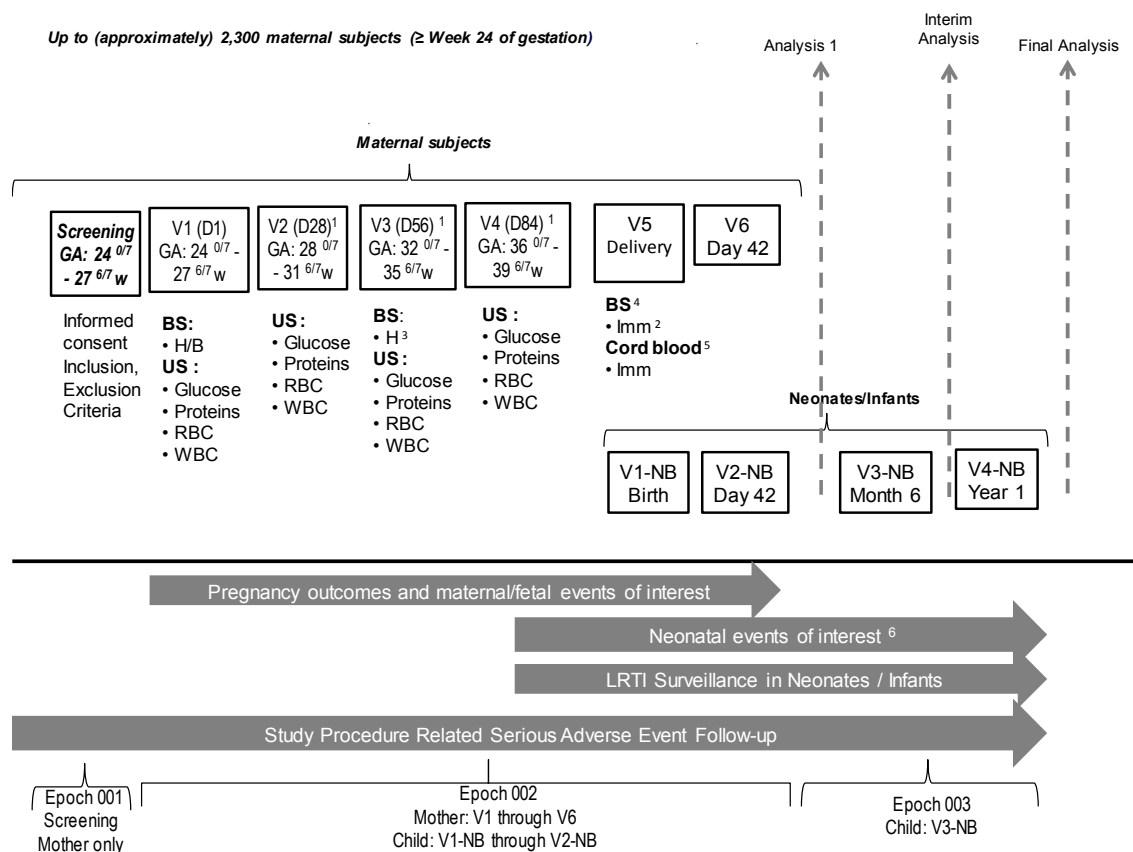 Up to (approximately) 2,300 maternal subjects (≥ Week 24 of gestation)
Analysis 1
Interim
Analysis
Final Analysis
Maternal subjects
Screening
GA: 24 0/7
- 27 6/7 w
V1 (D1)
GA: 24 0/7 -
27 6/7 w
V2 (D28)1
GA: 28 0/7
- 31 6/7 w
V3 (D56) 1
GA: 32 0/7 -
35 6/7 w
V4 (D84) 1
GA: 36 0/7 -
39 6/7 w
V5
Delivery
V6
Day 42
Informed
consent
Inclusion,
Exclusion
Criteria
BS:
• H/B
US :
• Glucose
• Proteins
• RBC
• WBC
US :
• Glucose
• Proteins
• RBC
• WBC
BS:
• H 3
US:
• Glucose
• Proteins
• RBC
• WBC
US :
• Glucose
• Proteins
• RBC
• WBC
BS 4
• Imm 2
Cord blood 5
• Imm
Neonates/Infants
V1-NB
Birth
V2-NB
Day 42
V3-NB
Month 6
V4-NB
Year 1
Pregnancy outcomes and maternal/fetal events of interest
Neonatal events of interest 6
LRTI Surveillance in Neonates / Infants
Study Procedure Related Serious Adverse Event Follow-up
Epoch 001
Screening
Mother only
Epoch 002
Mother: V1 through V6
Child: V1-NB through V2-NB
Epoch 003
Child: V3-NB